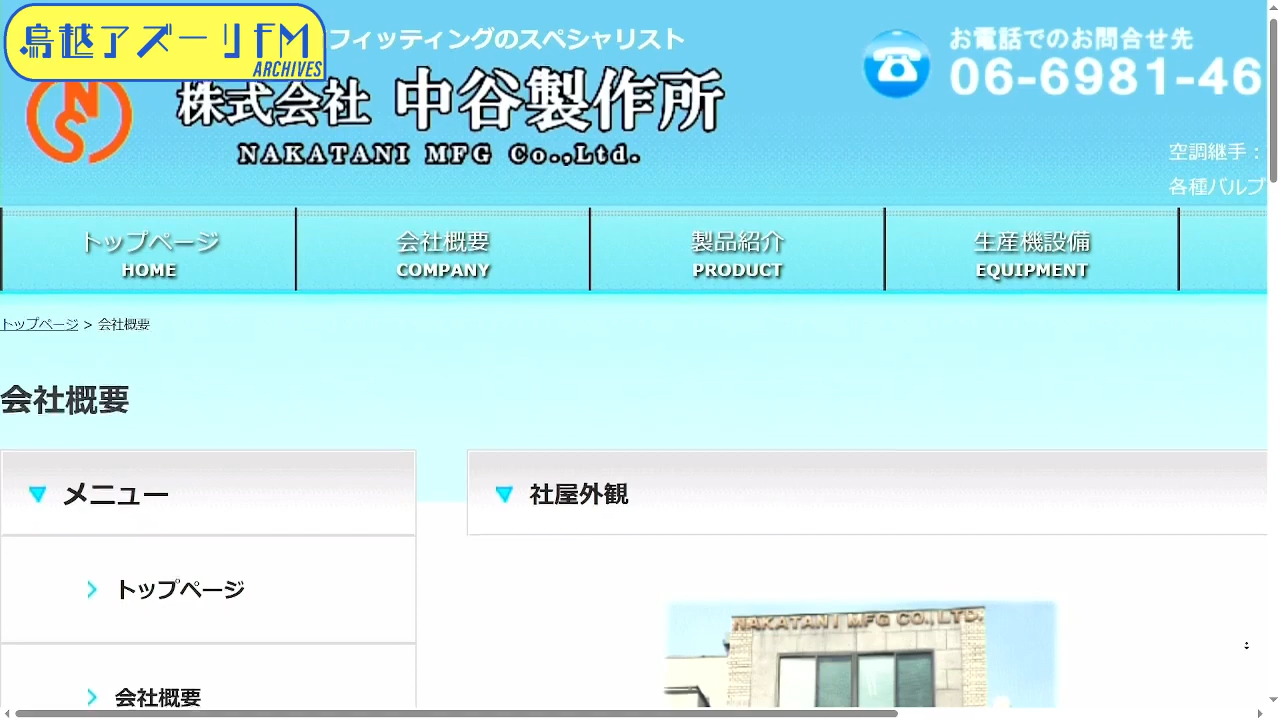 鳥越アズーリFM
ARCHIVES
フィッティングのスペシャリスト
株式会社 中谷製作所
NAKATANI MFG Co.,Ltd.
お電話でのお問合せ先
06-6981-46
空調継手：
各種バルブ
トップページ
HOME
会社概要
COMPANY
製品紹介
PRODUCT
生産機設備
EQUIPMENT
トップページ > 会社概要
会社概要
メニュー
社屋外観
トップページ
会社概要
NAKATANI MFG CO.,LTD.